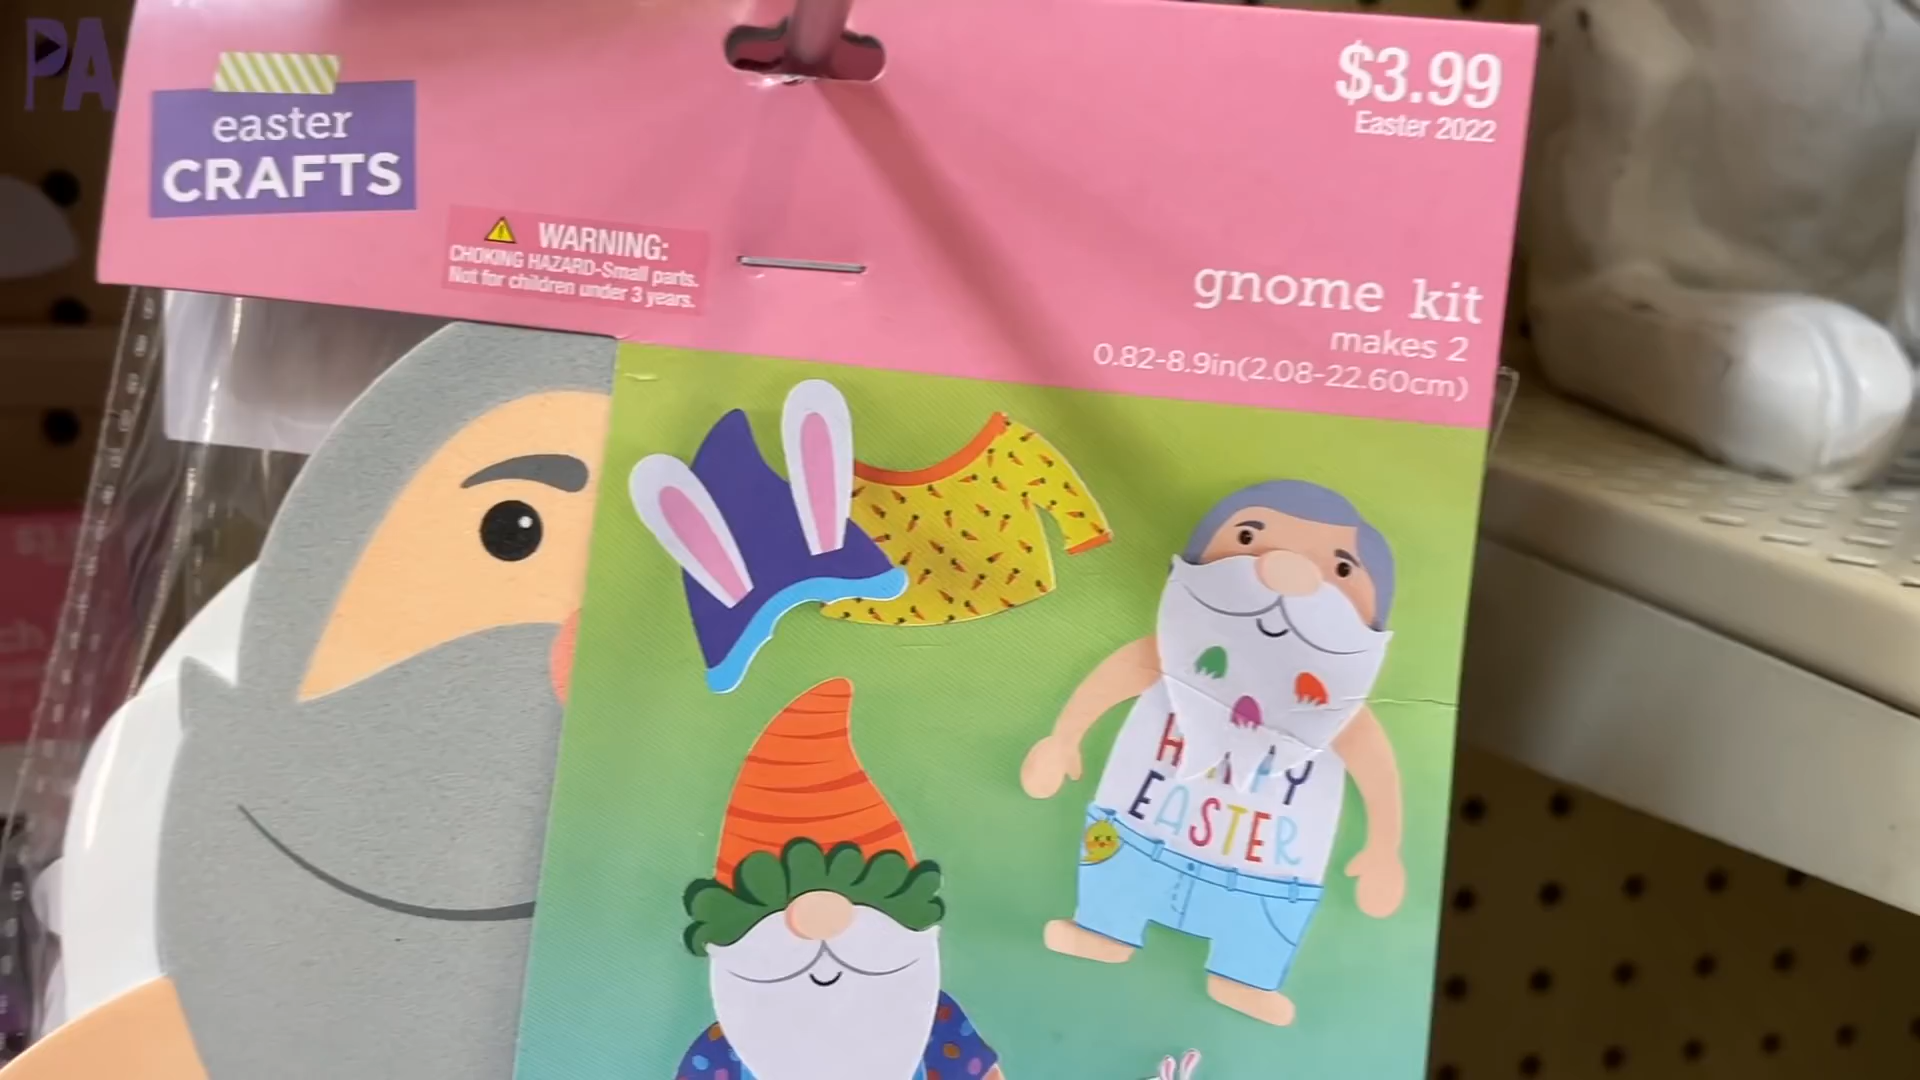 PA
easter
CRAFTS
$3.99
Easter 2022
WARNING:
CHOKING HAZARD-Small parts.
Not for children under 3 years.
gnome kit
makes 2
0.82-8.9in(2.08-22.60cm)
EASTER